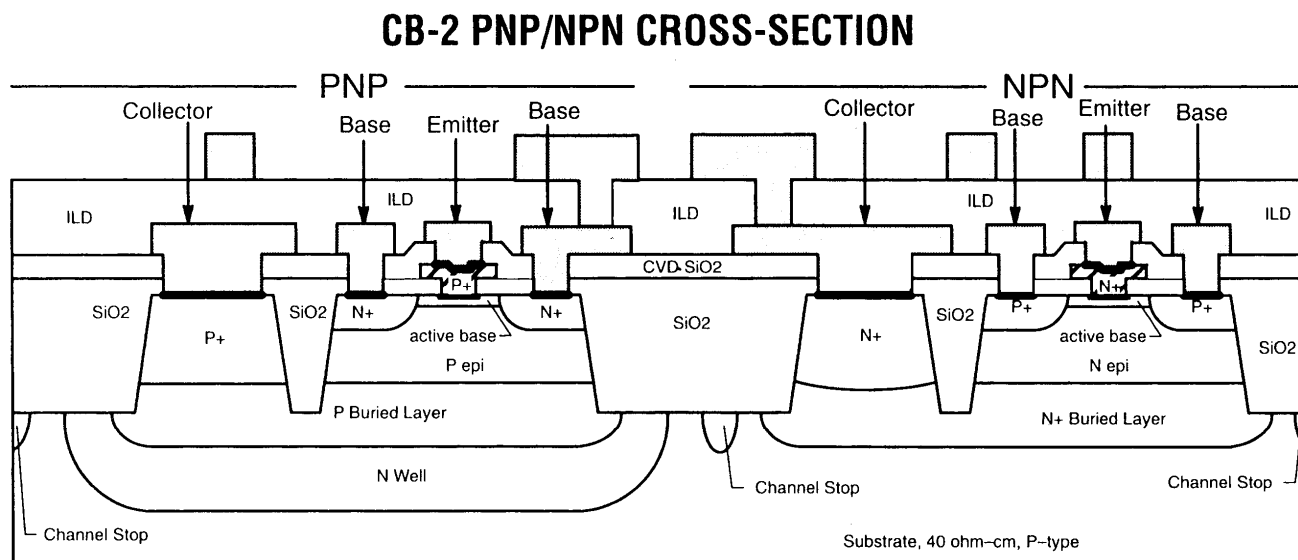 CB-2 PNP/NPN CROSS-SECTION
PNP
NPN
Collector
Base
Emitter
Base
Collector
Base
Emitter
Base
ILD
ILD
ILD
ILD
ILD
CVD-SiO2
SiO2
P+
SiO2
N+
P+
N+
active base
P epi
SiO2
N+
SiO2
P+
N+
P+
active base
N epi
SiO2
P Buried Layer
N+ Buried Layer
N Well
Channel Stop
Channel Stop
Channel Stop
Substrate, 40 ohm-cm, P-type